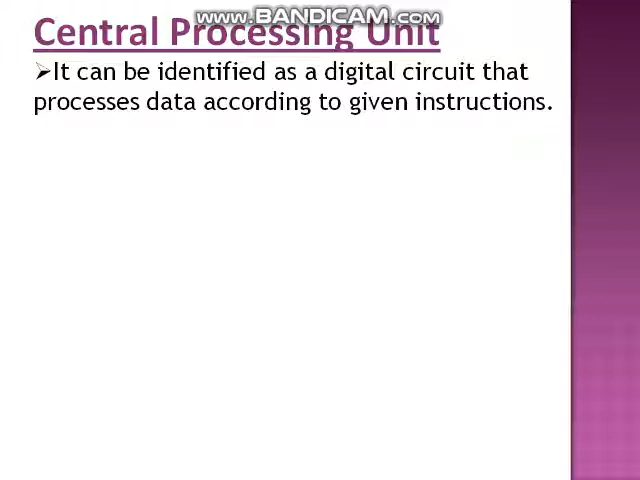 www.BANDICAM.com
Central Processing Unit
➢It can be identified as a digital circuit that
processes data according to given instructions.